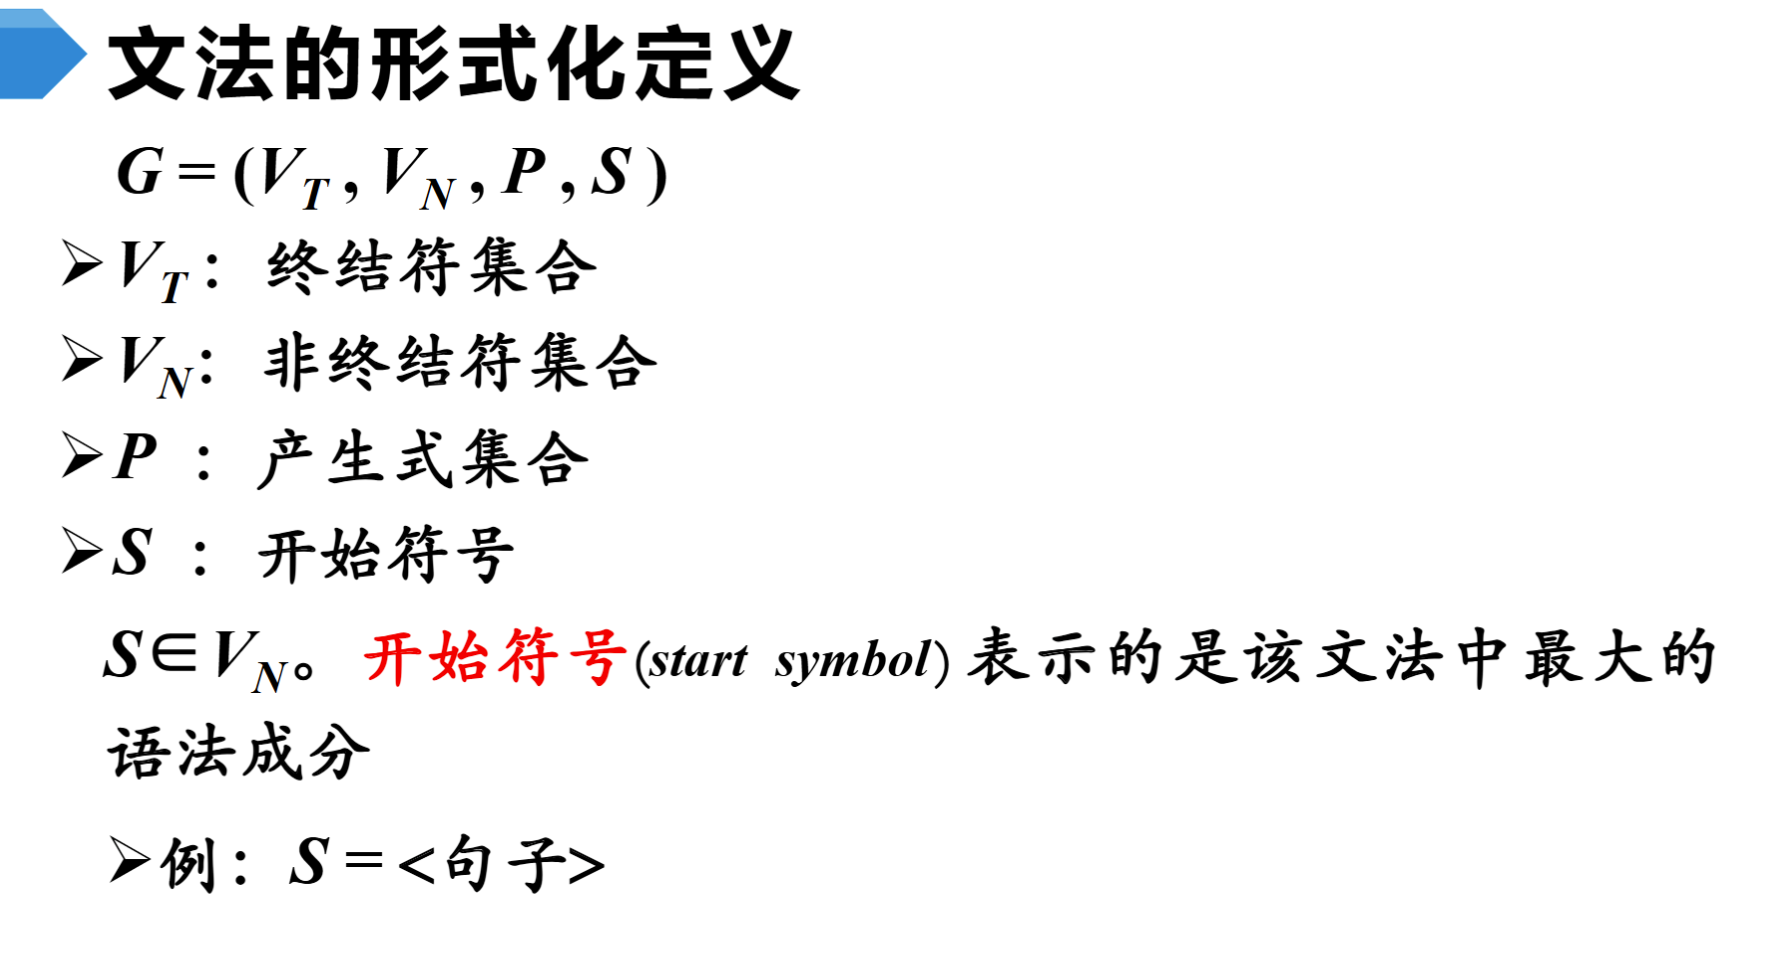 文法的形式化定义
G = (V_T , V_N , P , S )
➢V_T： 终结符集合
➢V_N： 非终结符集合
➢P ： 产生式集合
➢S ： 开始符号
S∈V_N。开始符号(start symbol)表示的是该文法中最大的
语法成分
➢例：S =<句子>